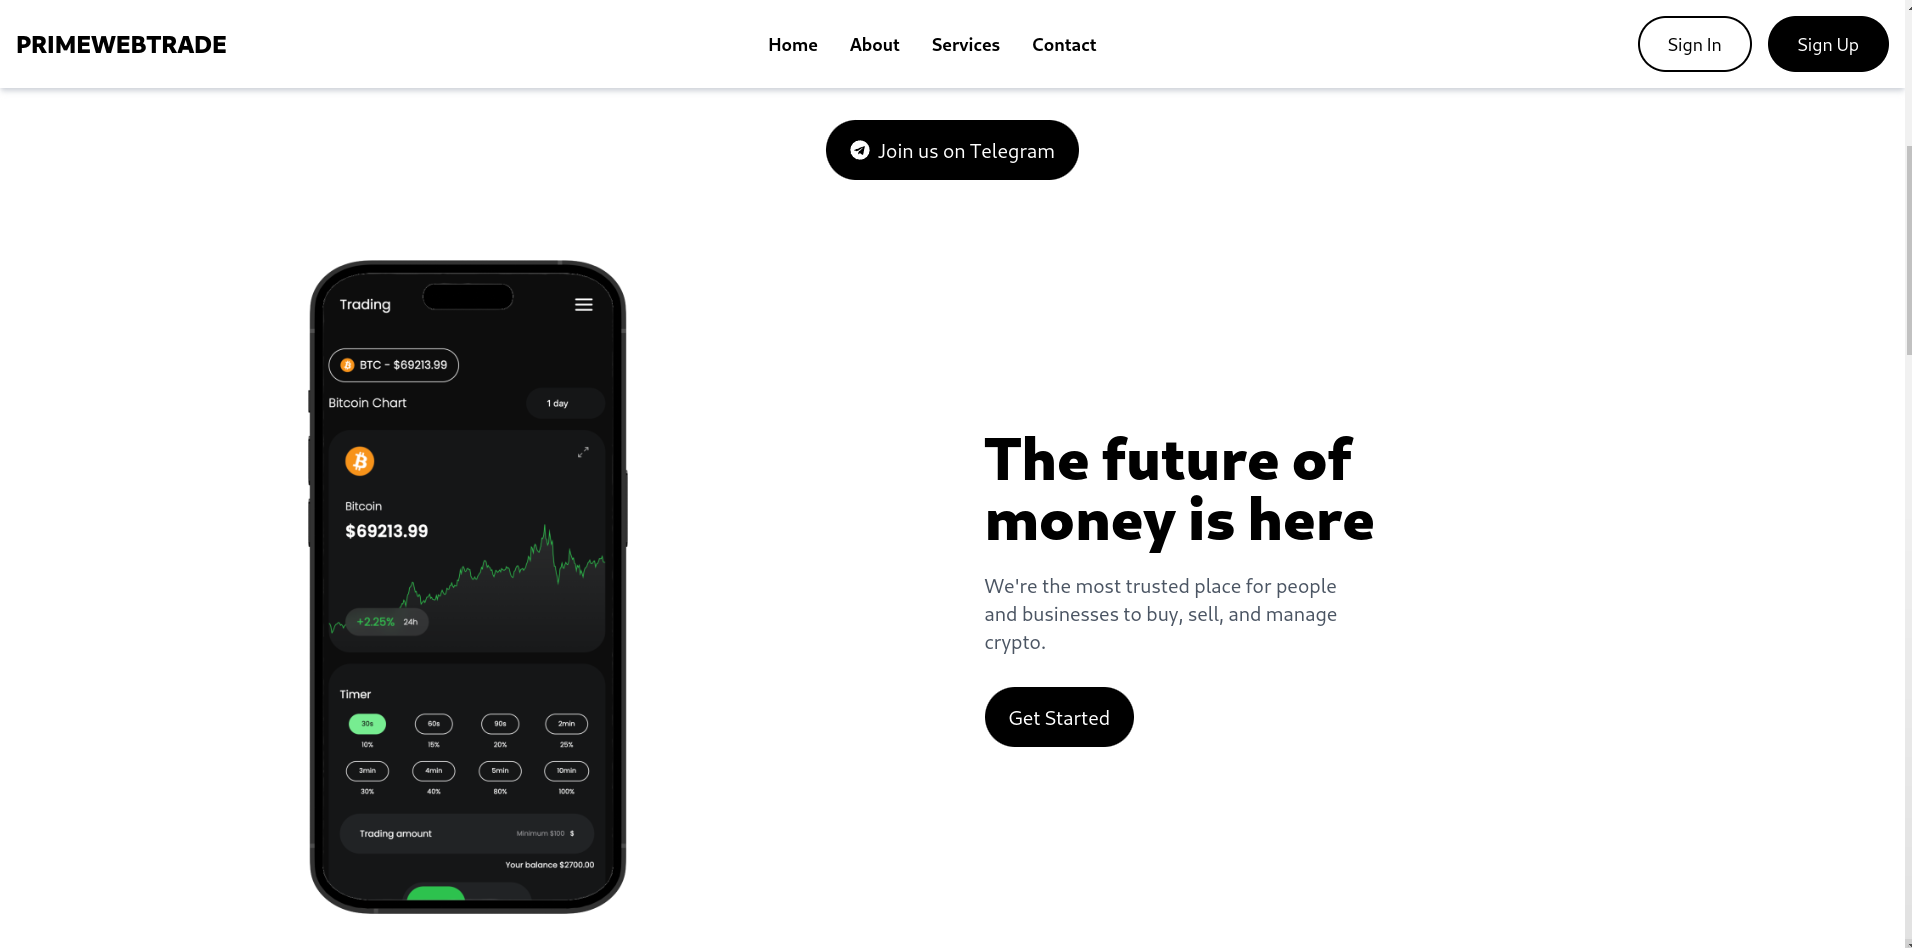 PRIMEWEBTRADE
Home About Services Contact
Sign In Sign Up
Join us on Telegram
Trading
BTC - $69213.99
Bitcoin Chart 1 day
Bitcoin
$69213.99
+2.25% 24h
Timer
30s 60s 90s 2min
10% 15% 20% 25%
3min 4min 5min 10min
30% 40% 80% 100%
Trading amount Minimum $100 $
Your balance $2700.00
The future of
money is here
We're the most trusted place for people
and businesses to buy, sell, and manage
crypto.
Get Started